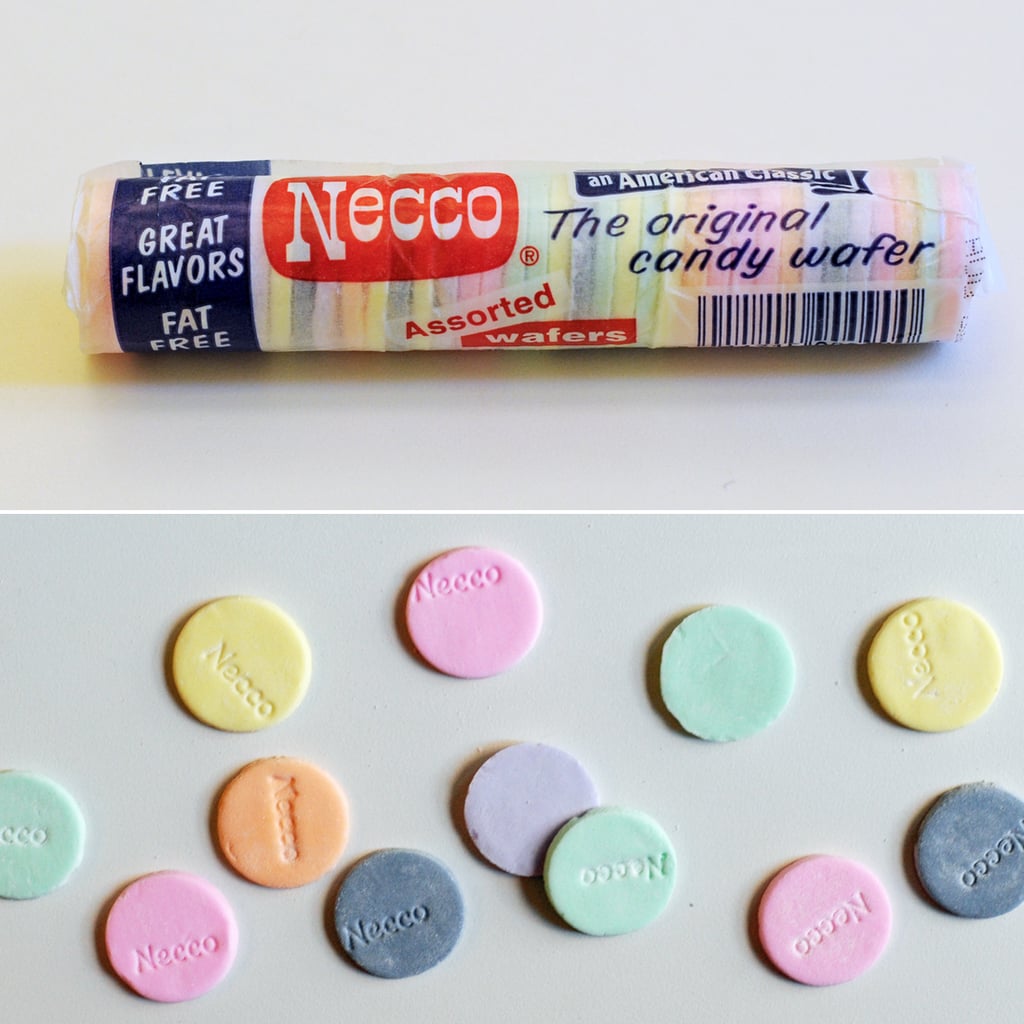 FREE
GREAT
FLAVORS
FAT
FREE
Necco®
Assorted
wafers
an American Classic
The original
candy wafer
Necco
Necco
Necco
cco
Necco
Necco
Necco
Necco
Necco
Necco